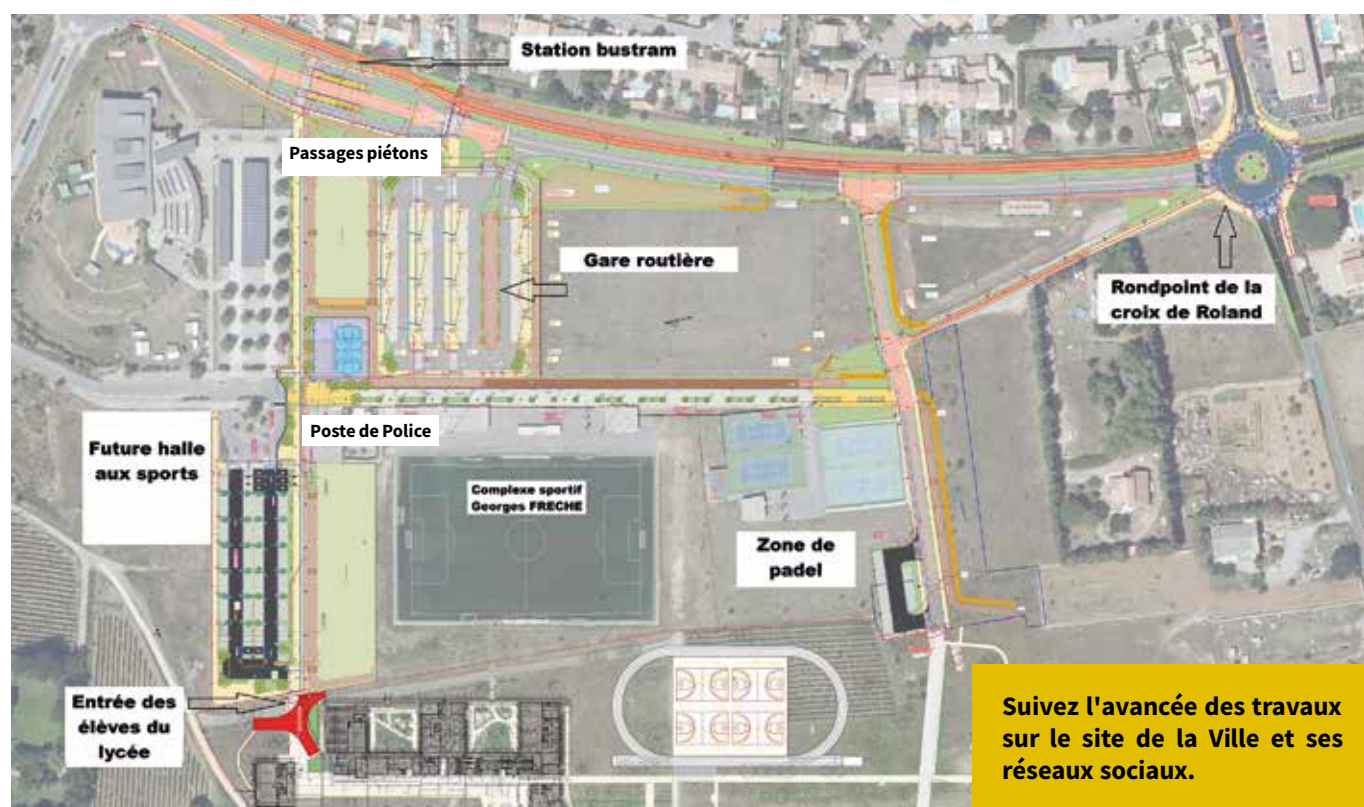 Station bustram
Passages piétons
Gare routière
Rondpoint de la
croix de Roland
Poste de Police
Future halle
aux sports
Complexe sportif
Georges FRECHE
Zone de
padel
Entrée des
élèves du
lycée
Suivez l'avancée des travaux
sur le site de la Ville et ses
réseaux sociaux.